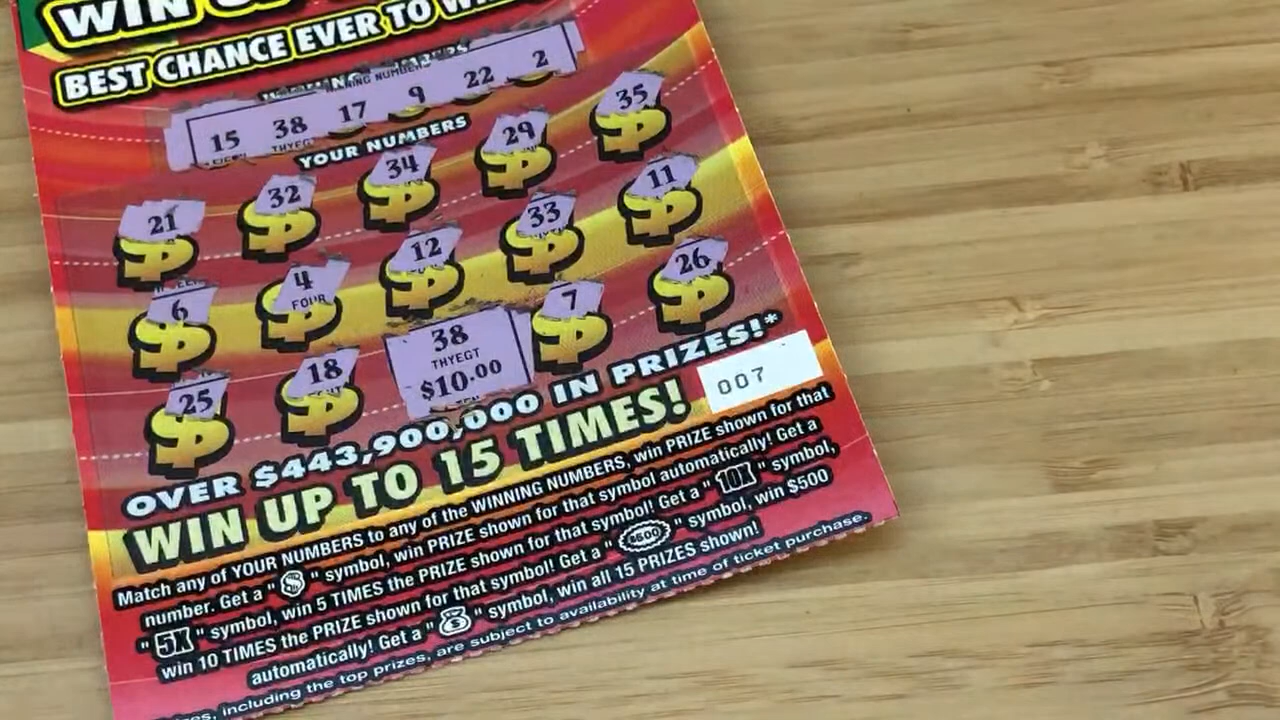 WIN
BEST CHANCE EVER TO
15 38 17 9 22 2
THYEGT
YOUR NUMBERS
21 32 34 29 35
6 4 12 33 11
FOUR
25 18 38 7 26
THYEGT
$10.00
007
OVER $443,900,000 IN PRIZES!*
WIN UP TO 15 TIMES!
Match any of YOUR NUMBERS to any of the WINNING NUMBERS, win PRIZE shown for that
number. Get a "$" symbol, win PRIZE shown for that symbol automatically! Get a
"5X" symbol, win 5 TIMES the PRIZE shown for that symbol! Get a "10X" symbol,
win 10 TIMES the PRIZE shown for that symbol! Get a "$500" symbol, win $500
automatically! Get a "$" symbol, win all 15 PRIZES shown!
including the top prizes, are subject to availability at time of ticket purchase.